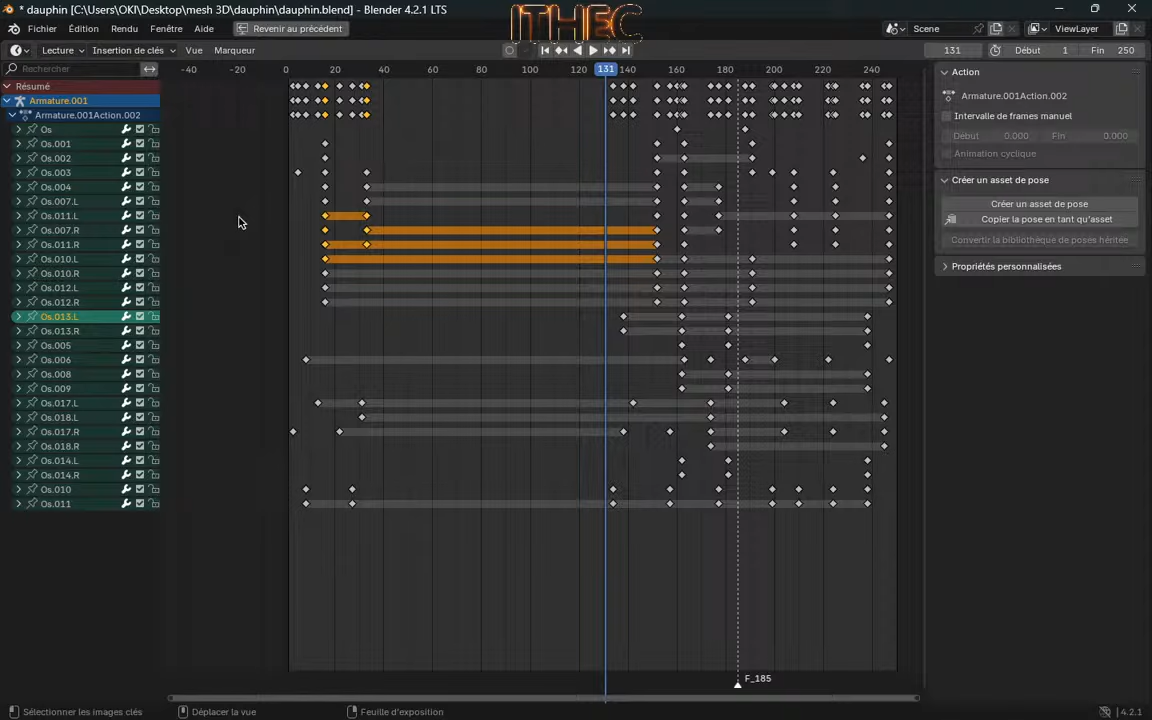 * dauphin [C:\Users\OKI\Desktop\mesh 3D\dauphin\dauphin.blend] - Blender 4.2.1 LTS
ITHEC
Fichier Édition Rendu Fenêtre Aide Revenir au précédent Scene ViewLayer
Lecture Insertion de clés Vue Marqueur 131 Début 1 Fin 250
Rechercher -40 -20 0 20 40 60 80 100 120 131 140 160 180 200 220 240 Action
Résumé
Armature.001 Armature.001Action.002
Armature.001Action.002 Intervalle de frames manuel
Os Début 0.000 Fin 0.000
Os.001
Os.002 Animation cyclique
Os.003
Os.004 Créer un asset de pose
Os.007.L Créer un asset de pose
Os.011.L Copier la pose en tant qu'asset
Os.007.R
Os.011.R Convertir la bibliothèque de poses héritée
Os.010.L
Os.010.R Propriétés personnalisées
Os.012.L
Os.012.R
Os.013.L
Os.013.R
Os.005
Os.006
Os.008
Os.009
Os.017.L
Os.018.L
Os.017.R
Os.018.R
Os.014.L
Os.014.R
Os.010
Os.011
F_185
Sélectionner les images clés Déplacer la vue Feuille d'exposition 4.2.1